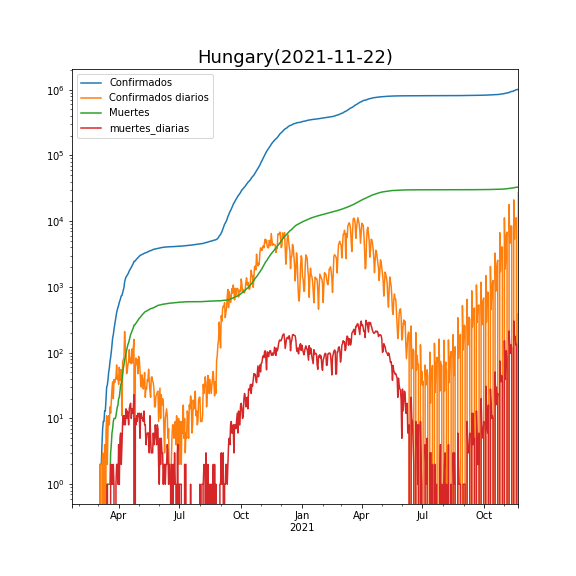 Hungary(2021-11-22)
Confirmados
Confirmados diarios
Muertes
muertes_diarias
10^6
10^5
10^4
10^3
10^2
10^1
10^0
Apr Jul Oct Jan Apr Jul Oct
2021